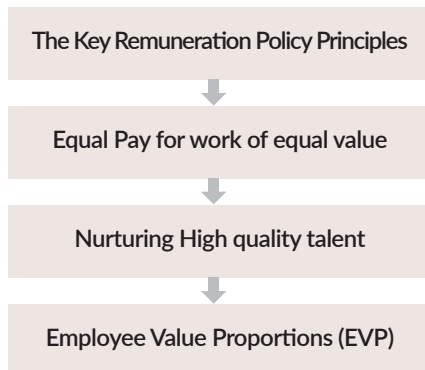 The Key Remuneration Policy Principles
Equal Pay for work of equal value
Nurturing High quality talent
Employee Value Proportions (EVP)